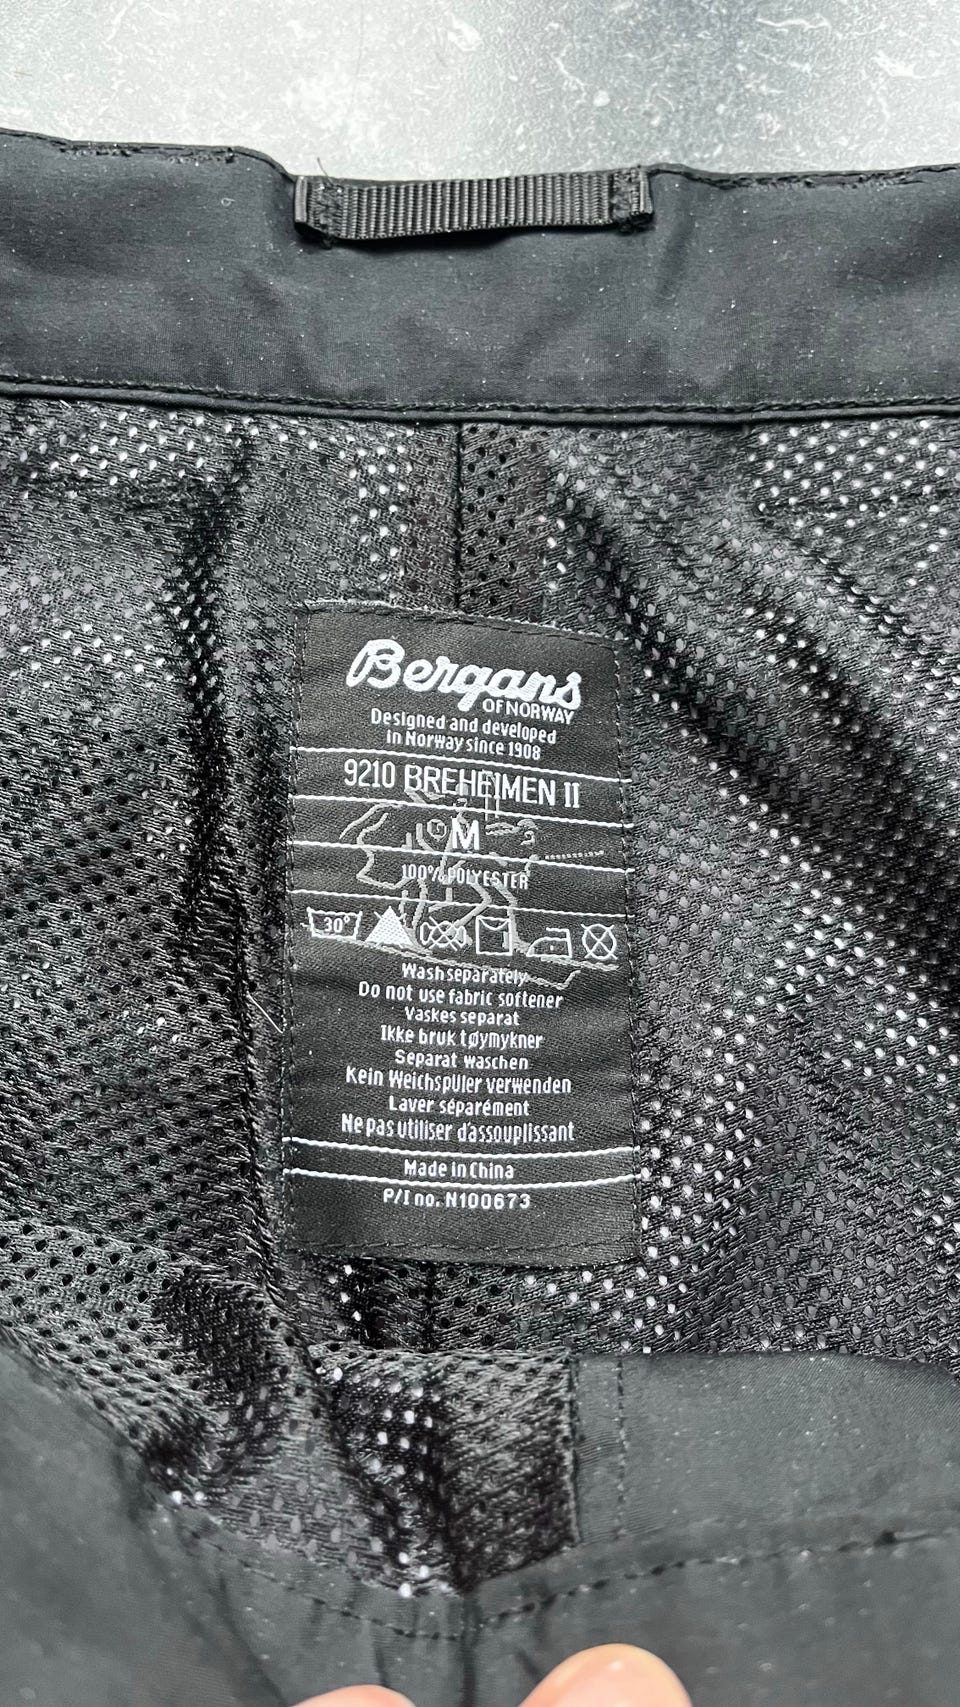 Bergans
OF NORWAY
Designed and developed
in Norway since 1908
9210 BREHEIMEN II
M
100% POLYESTER
30°
Wash separately
Do not use fabric softener
Vaskes separat
Ikke bruk tøymykner
Separat waschen
Kein Weichspüler verwenden
Laver séparément
Ne pas utiliser d'assouplissant
Made in China
P/I no. N100673